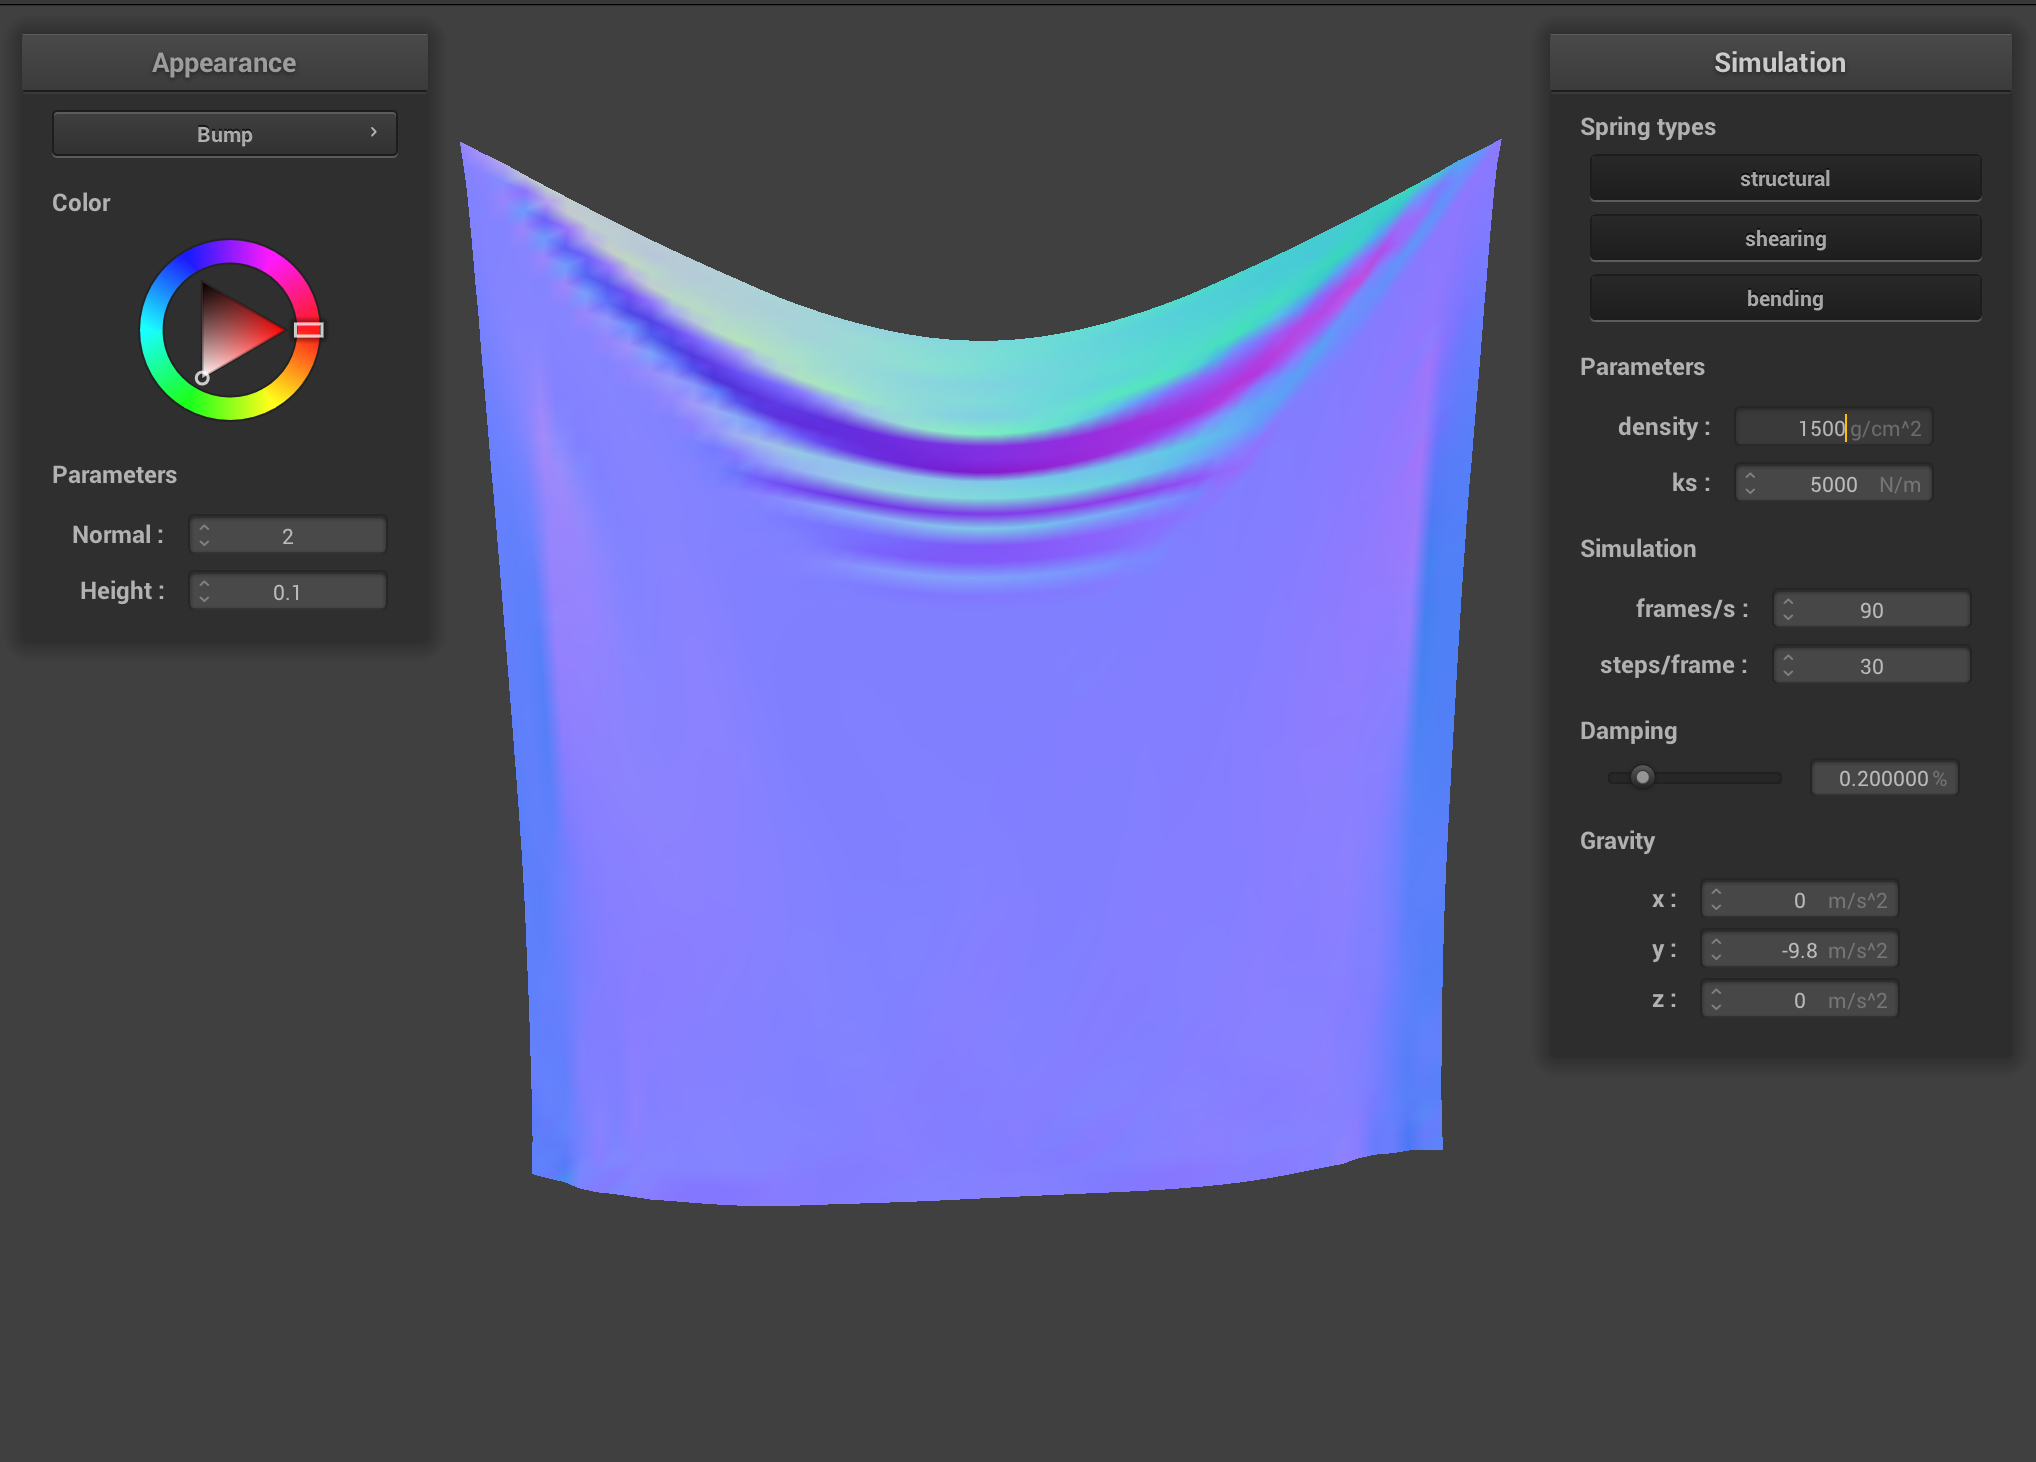 Appearance
Bump
Color
Parameters
Normal : 2
Height : 0.1
Simulation
Spring types
structural
shearing
bending
Parameters
density : 1500 g/cm^2
ks : 5000 N/m
Simulation
frames/s : 90
steps/frame : 30
Damping
0.200000 %
Gravity
x : 0 m/s^2
y : -9.8 m/s^2
z : 0 m/s^2